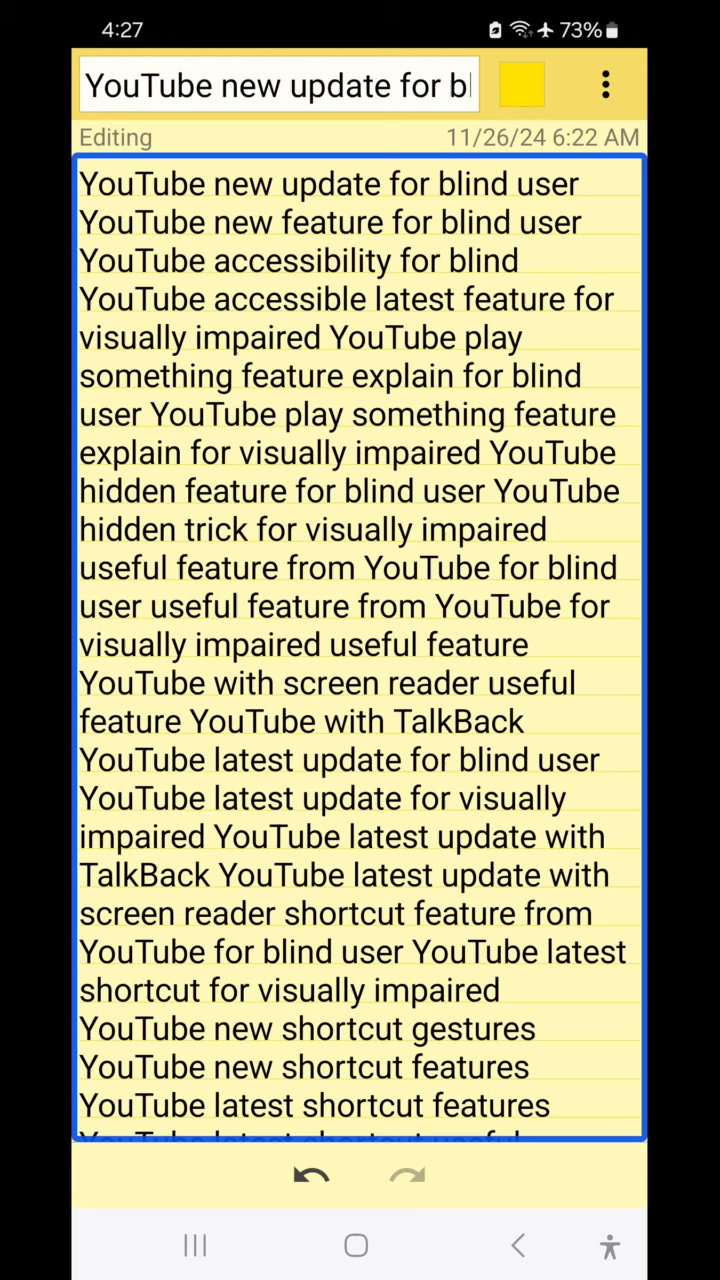 4:27 73%
YouTube new update for bl
Editing 11/26/24 6:22 AM
YouTube new update for blind user
YouTube new feature for blind user
YouTube accessibility for blind
YouTube accessible latest feature for
visually impaired YouTube play
something feature explain for blind
user YouTube play something feature
explain for visually impaired YouTube
hidden feature for blind user YouTube
hidden trick for visually impaired
useful feature from YouTube for blind
user useful feature from YouTube for
visually impaired useful feature
YouTube with screen reader useful
feature YouTube with TalkBack
YouTube latest update for blind user
YouTube latest update for visually
impaired YouTube latest update with
TalkBack YouTube latest update with
screen reader shortcut feature from
YouTube for blind user YouTube latest
shortcut for visually impaired
YouTube new shortcut gestures
YouTube new shortcut features
YouTube latest shortcut features
YouTube latest shortcut useful